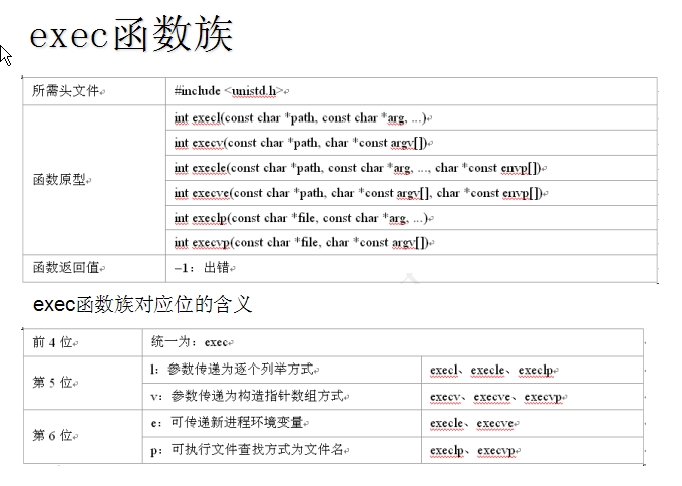 exec函数族
所需头文件 #include <unistd.h>
int execl(const char *path, const char *arg, ...)
int execv(const char *path, char *const argv[])
int execle(const char *path, const char *arg, ..., char *const envp[])
函数原型
int execve(const char *path, char *const argv[], char *const envp[])
int execlp(const char *file, const char *arg, ...)
int execvp(const char *file, char *const argv[])
函数返回值 –1：出错
exec函数族对应位的含义
前 4 位 统一为：exec
l：参数传递为逐个列举方式 execl、execle、execlp
第 5 位
v：参数传递为构造指针数组方式 execv、execve、execvp
e：可传递新进程环境变量 execle、execve
第 6 位
p：可执行文件查找方式为文件名 execlp、execvp